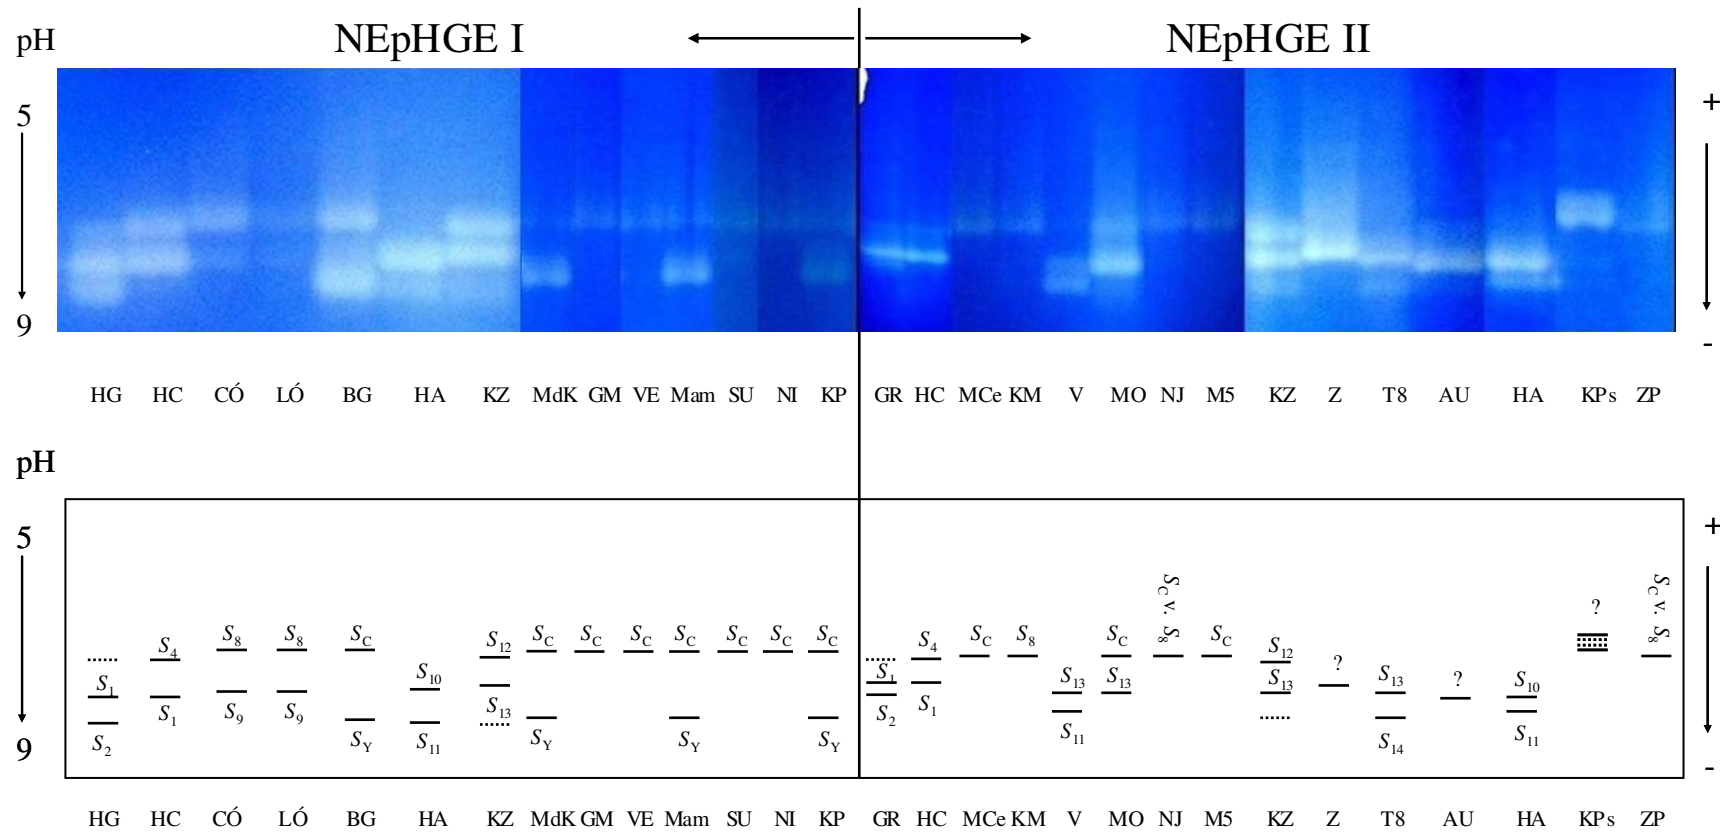 pH NEpHGE I NEpHGE II
5 +
9 -
HG HC CÓ LÓ BG HA KZ MdK GM VE Mam SU NI KP GR HC MCe KM V MO NJ M5 KZ Z T8 AU HA KPs ZP
pH
5 +
S4 S8 S8 SC S12 SC SC SC SC SC SC SC S4 SC S8 SC SC v. S8 SC S12 ? SC v. S8
S1 S10 S1 S13 S13 S13 ? S13 ? S10
S1 S9 S9 S13 S2 S1
S2 SY S11 SY SY SY S11 S14 S11
9 -
HG HC CÓ LÓ BG HA KZ MdK GM VE Mam SU NI KP GR HC MCe KM V MO NJ M5 KZ Z T8 AU HA KPs ZP